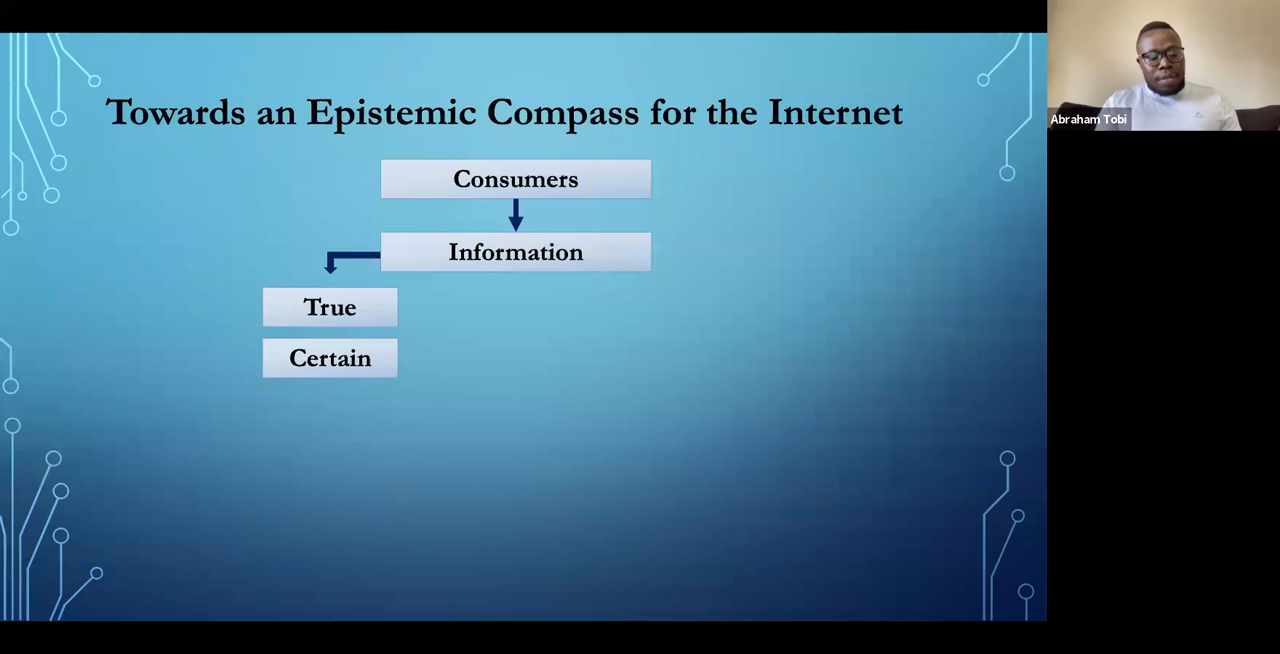 Towards an Epistemic Compass for the Internet
Consumers
Information
True
Certain
Abraham Tobi